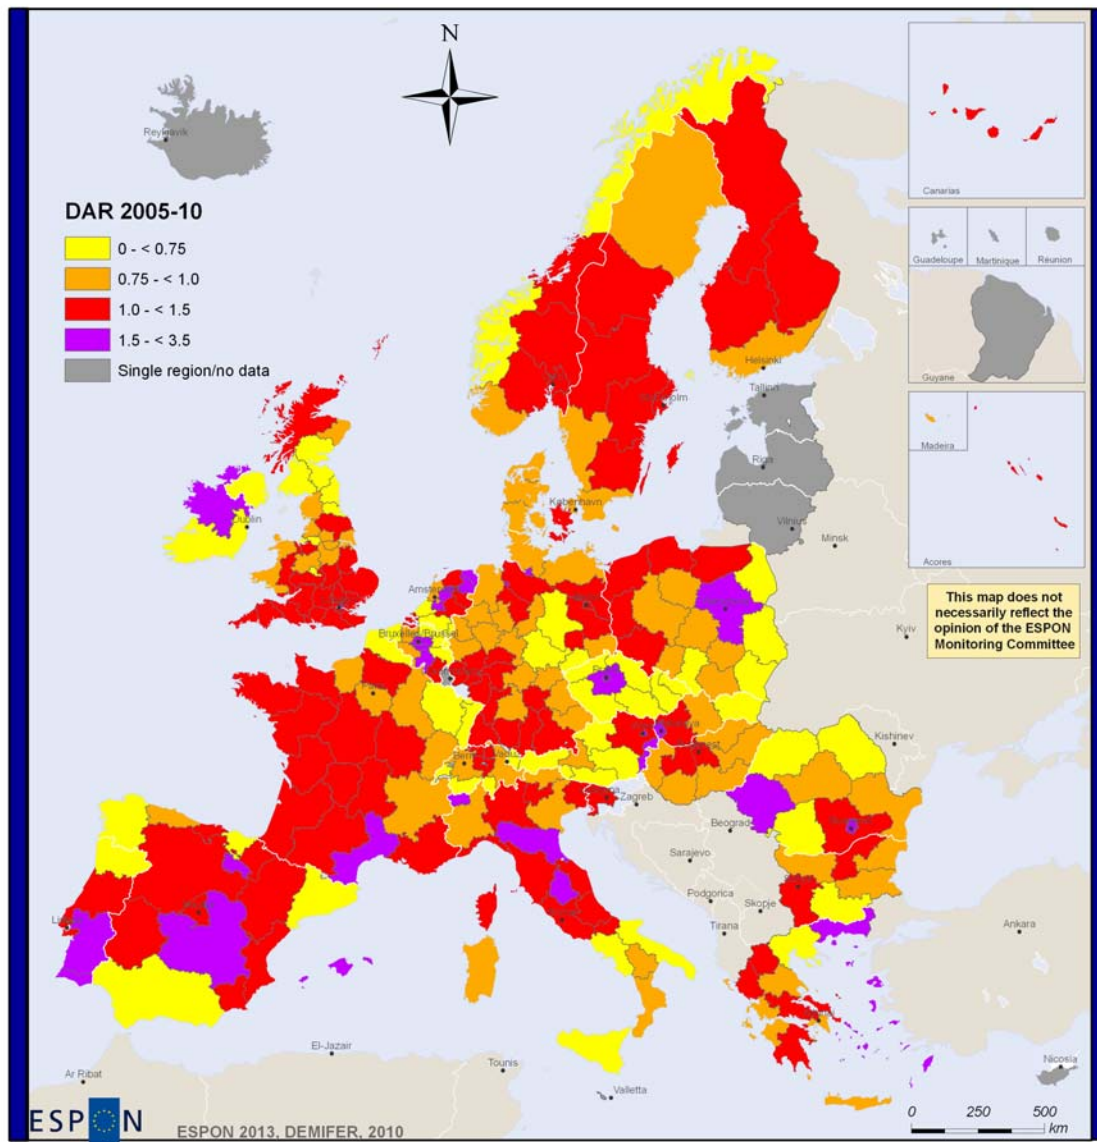 N
Reykjavik
Canarias
DAR 2005-10
0 - < 0.75
0.75 - < 1.0
1.0 - < 1.5
1.5 - < 3.5
Single region/no data
Guadeloupe
Martinique
Réunion
Guyane
Helsinki
Tallinn
Madeira
Riga
Dublin
København
Vilnius
Minsk
Acores
This map does not
necessarily reflect the
opinion of the ESPON
Monitoring Committee
Kyiv
Bruxelles/Brussel
Kishinev
Bern
Vaduz
Zagreb
Beograd
Sarajevo
Podgorica
Skopje
Tirana
Ankara
El-Jazair
Tounis
Ar Ribat
Valletta
Nicosia
ESPON
ESPON 2013, DEMIFER, 2010
0 250 500
km